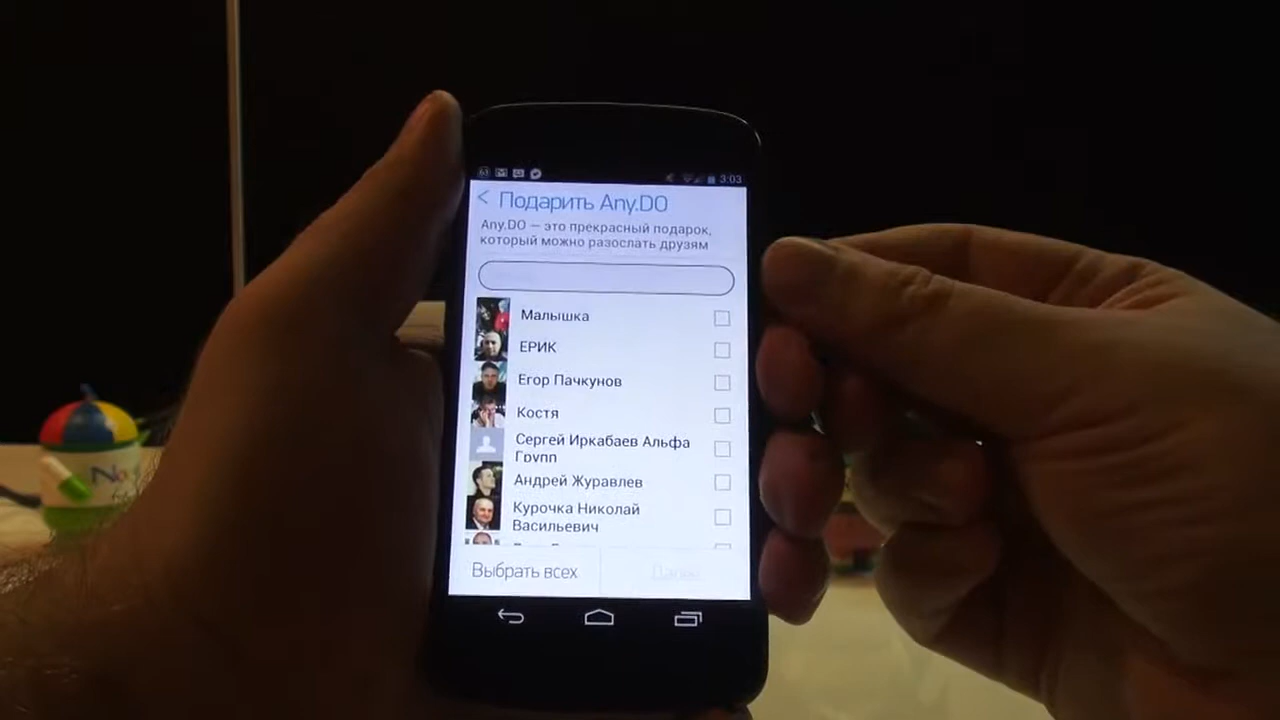 3:03
< Подарить Any.DO
Any.DO — это прекрасный подарок,
который можно разослать друзьям
Малышка
ЕРИК
Егор Пачкунов
Костя
Сергей Иркабаев Альфа
Групп
Андрей Журавлев
Курочка Николай
Васильевич
Выбрать всех
Далее